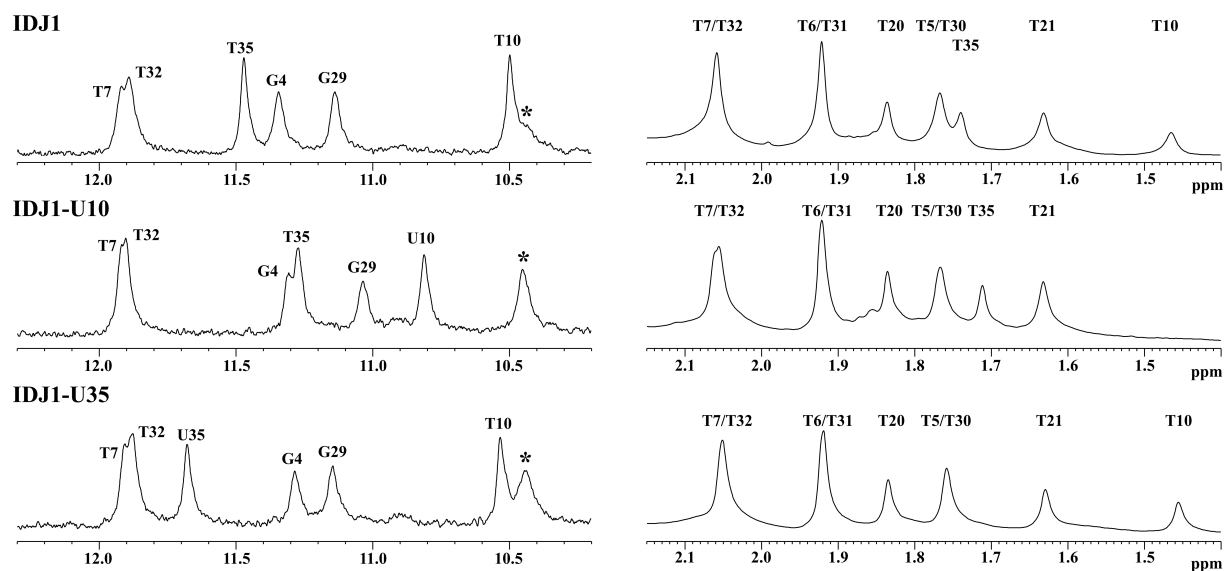 IDJ1
T7 T32 T35 G4 G29 T10 *
12.0 11.5 11.0 10.5
T7/T32 T6/T31 T20 T5/T30 T35 T21 T10
2.1 2.0 1.9 1.8 1.7 1.6 1.5
ppm
IDJ1-U10
T7 T32 G4 T35 G29 U10 *
12.0 11.5 11.0 10.5
T7/T32 T6/T31 T20 T5/T30 T35 T21
2.1 2.0 1.9 1.8 1.7 1.6 1.5
ppm
IDJ1-U35
T7 T32 U35 G4 G29 T10 *
12.0 11.5 11.0 10.5
T7/T32 T6/T31 T20 T5/T30 T21 T10
2.1 2.0 1.9 1.8 1.7 1.6 1.5
ppm